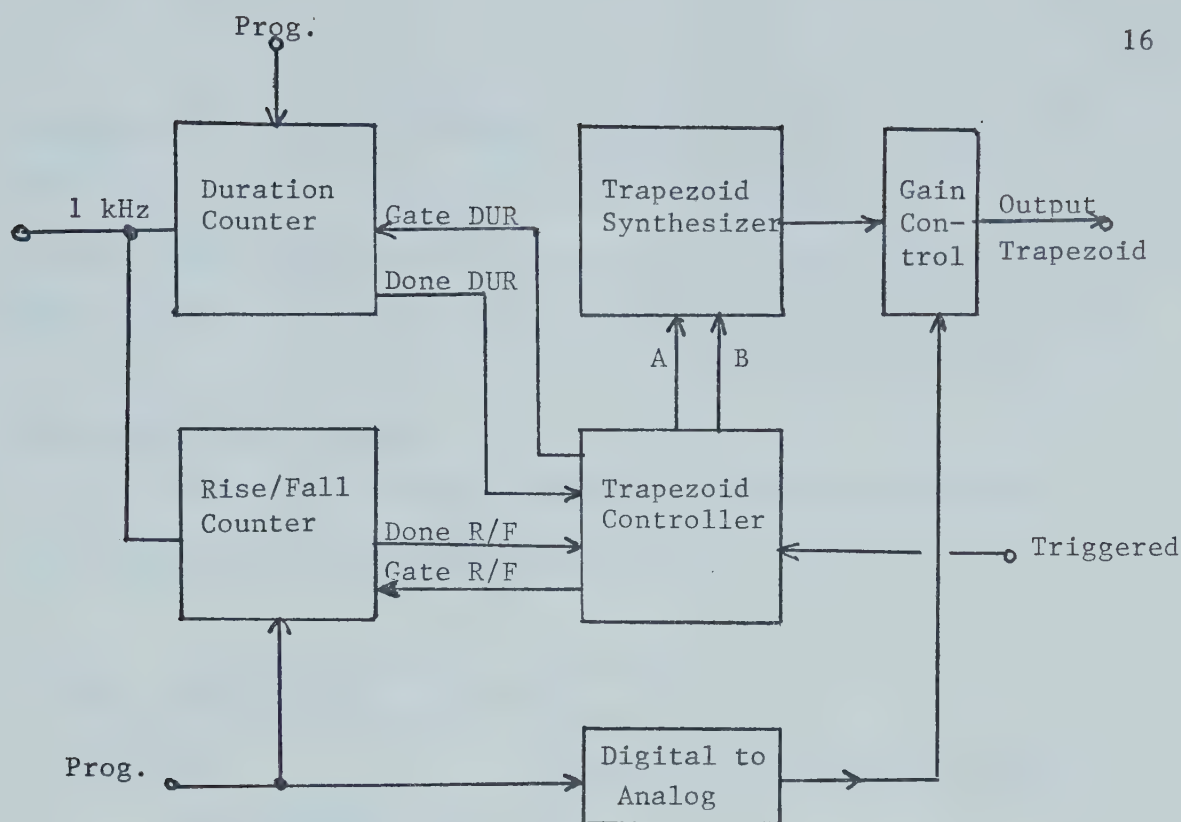 16
Prog.
1 kHz
Duration
Counter
Gate DUR
Done DUR
Trapezoid
Synthesizer
Gain
Con-
trol
Output
Trapezoid
A
B
Rise/Fall
Counter
Done R/F
Gate R/F
Trapezoid
Controller
Triggered
Prog.
Digital to
Analog